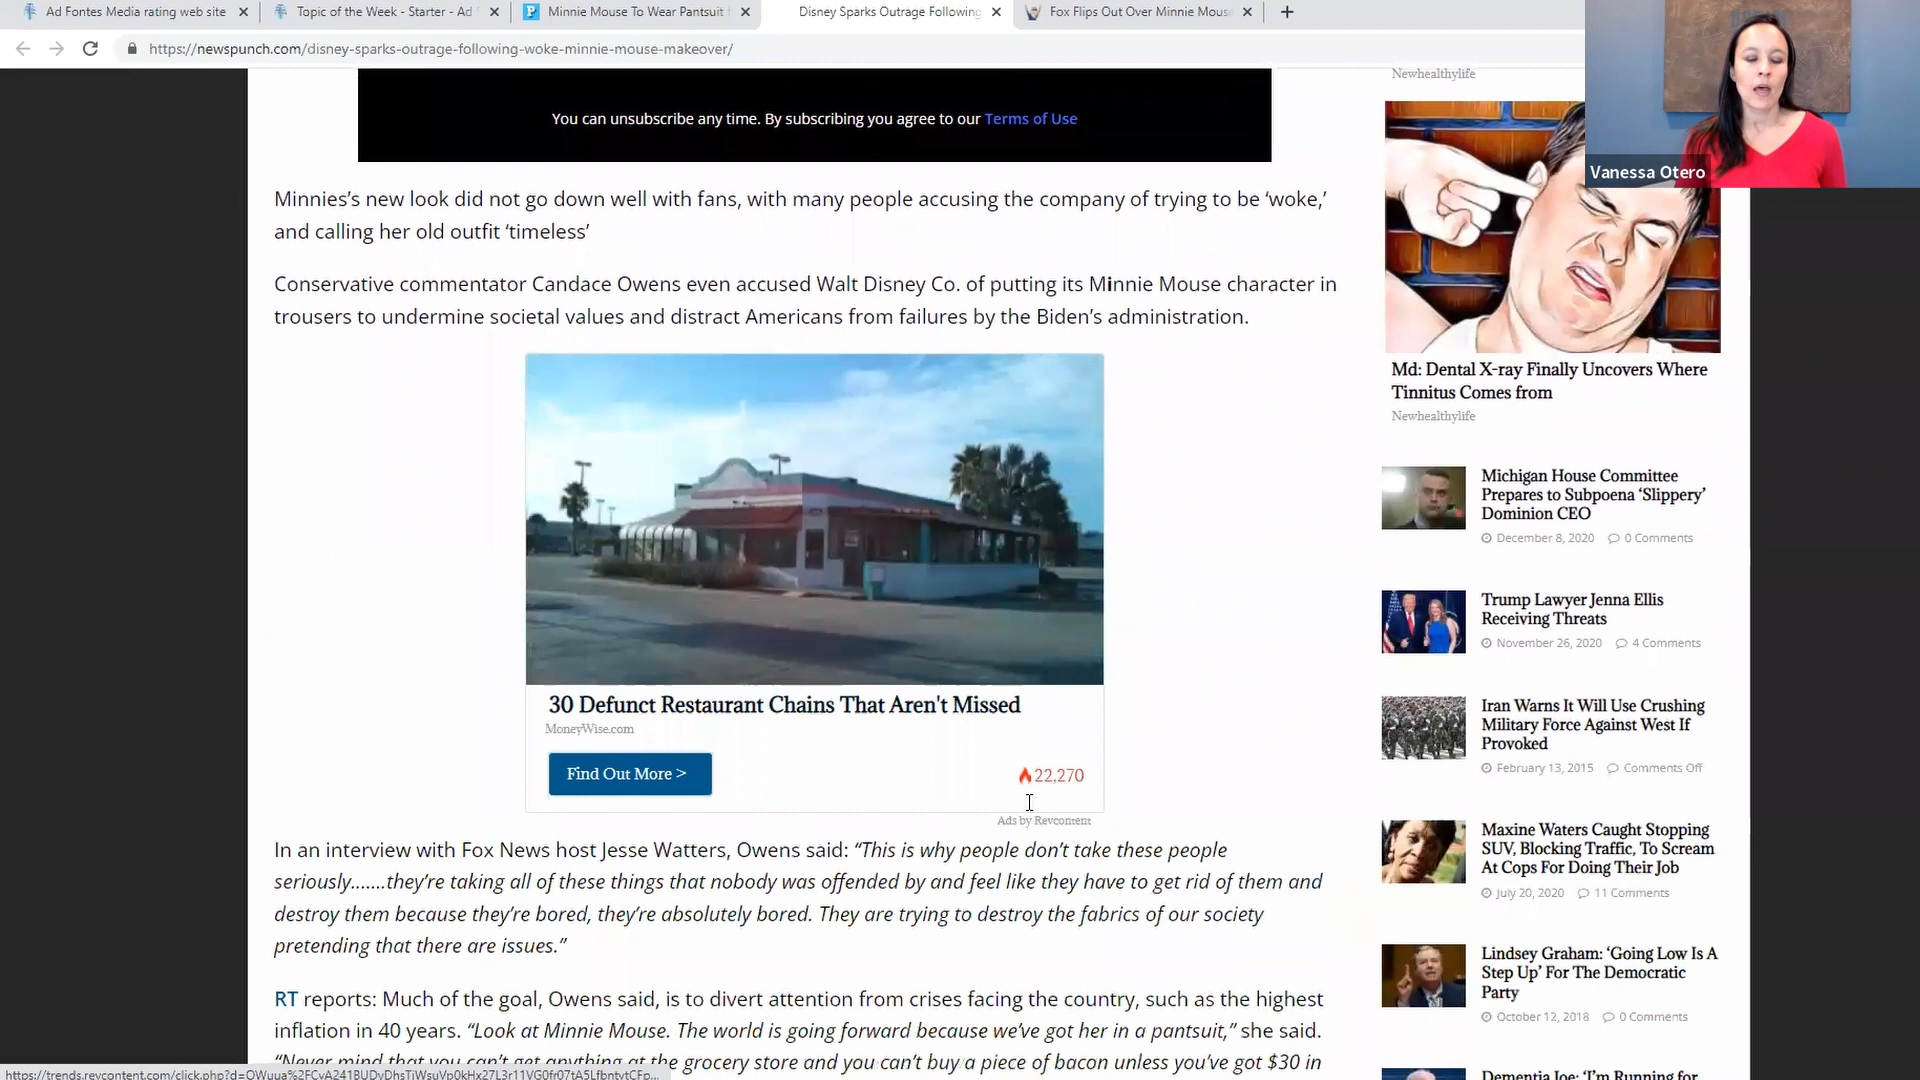 Ad Fontes Media rating web site
Topic of the Week - Starter - Ad F
Minnie Mouse To Wear Pantsuit
Disney Sparks Outrage Following
Fox Flips Out Over Minnie Mouse
https://newspunch.com/disney-sparks-outrage-following-woke-minnie-mouse-makeover/
Vanessa Otero
You can unsubscribe any time. By subscribing you agree to our Terms of Use
Minnies’s new look did not go down well with fans, with many people accusing the company of trying to be ‘woke,’
and calling her old outfit ‘timeless’
Conservative commentator Candace Owens even accused Walt Disney Co. of putting its Minnie Mouse character in
trousers to undermine societal values and distract Americans from failures by the Biden’s administration.
30 Defunct Restaurant Chains That Aren't Missed
MoneyWise.com
Find Out More >
22,270
Ads by Revcontent
In an interview with Fox News host Jesse Watters, Owens said: “This is why people don’t take these people
seriously…….they’re taking all of these things that nobody was offended by and feel like they have to get rid of them and
destroy them because they’re bored, they’re absolutely bored. They are trying to destroy the fabrics of our society
pretending that there are issues.”
RT reports: Much of the goal, Owens said, is to divert attention from crises facing the country, such as the highest
inflation in 40 years. “Look at Minnie Mouse. The world is going forward because we’ve got her in a pantsuit,” she said.
“Never mind that you can’t get anything at the grocery store and you can’t buy a piece of bacon unless you’ve got $30 in
Newhealthylife
Md: Dental X-ray Finally Uncovers Where
Tinnitus Comes from
Newhealthylife
Michigan House Committee
Prepares to Subpoena ‘Slippery’
Dominion CEO
December 8, 2020 0 Comments
Trump Lawyer Jenna Ellis
Receiving Threats
November 26, 2020 4 Comments
Iran Warns It Will Use Crushing
Military Force Against West If
Provoked
February 13, 2015 Comments Off
Maxine Waters Caught Stopping
SUV, Blocking Traffic, To Scream
At Cops For Doing Their Job
July 20, 2020 11 Comments
Lindsey Graham: ‘Going Low Is A
Step Up’ For The Democratic
Party
October 12, 2018 0 Comments
Dementia Joe: ‘I’m Running for